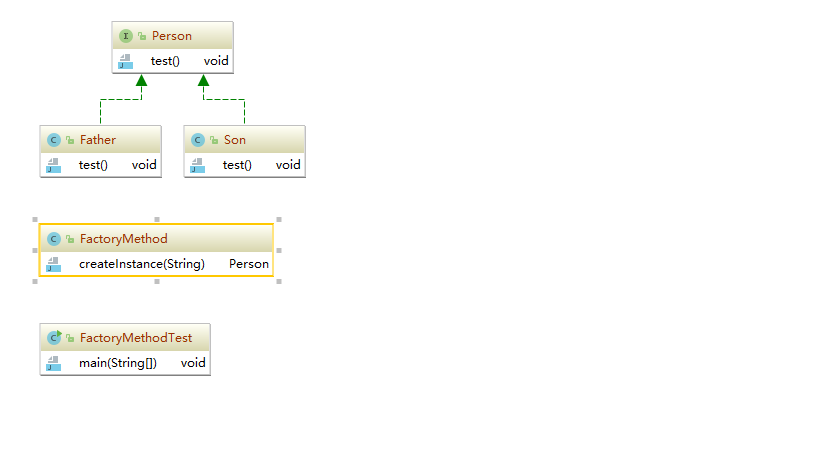 Person
test() void
Father
test() void
Son
test() void
FactoryMethod
createInstance(String) Person
FactoryMethodTest
main(String[]) void